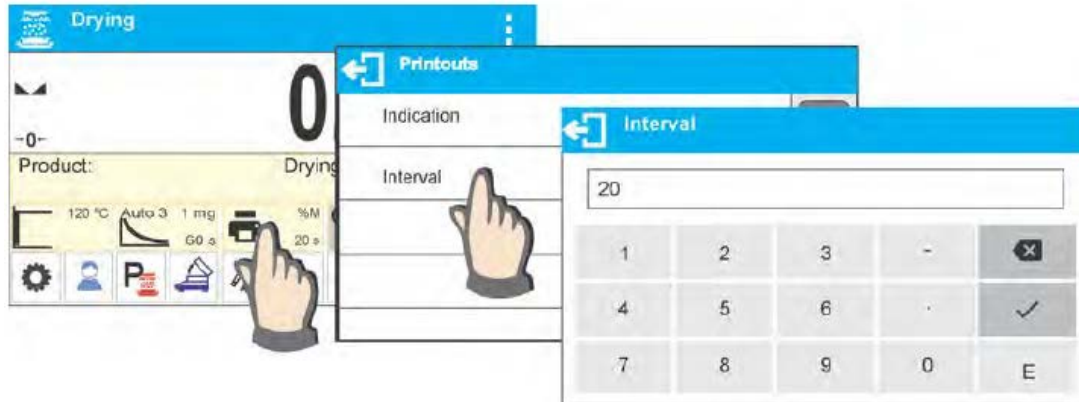 Drying
0
-0-
Product:
Drying
120 °C
Auto 3
1 mg
60 s
%M
20 s
P
Printouts
Indication
Interval
Interval
20
1 2 3 -
4 5 6 .
7 8 9 0 E